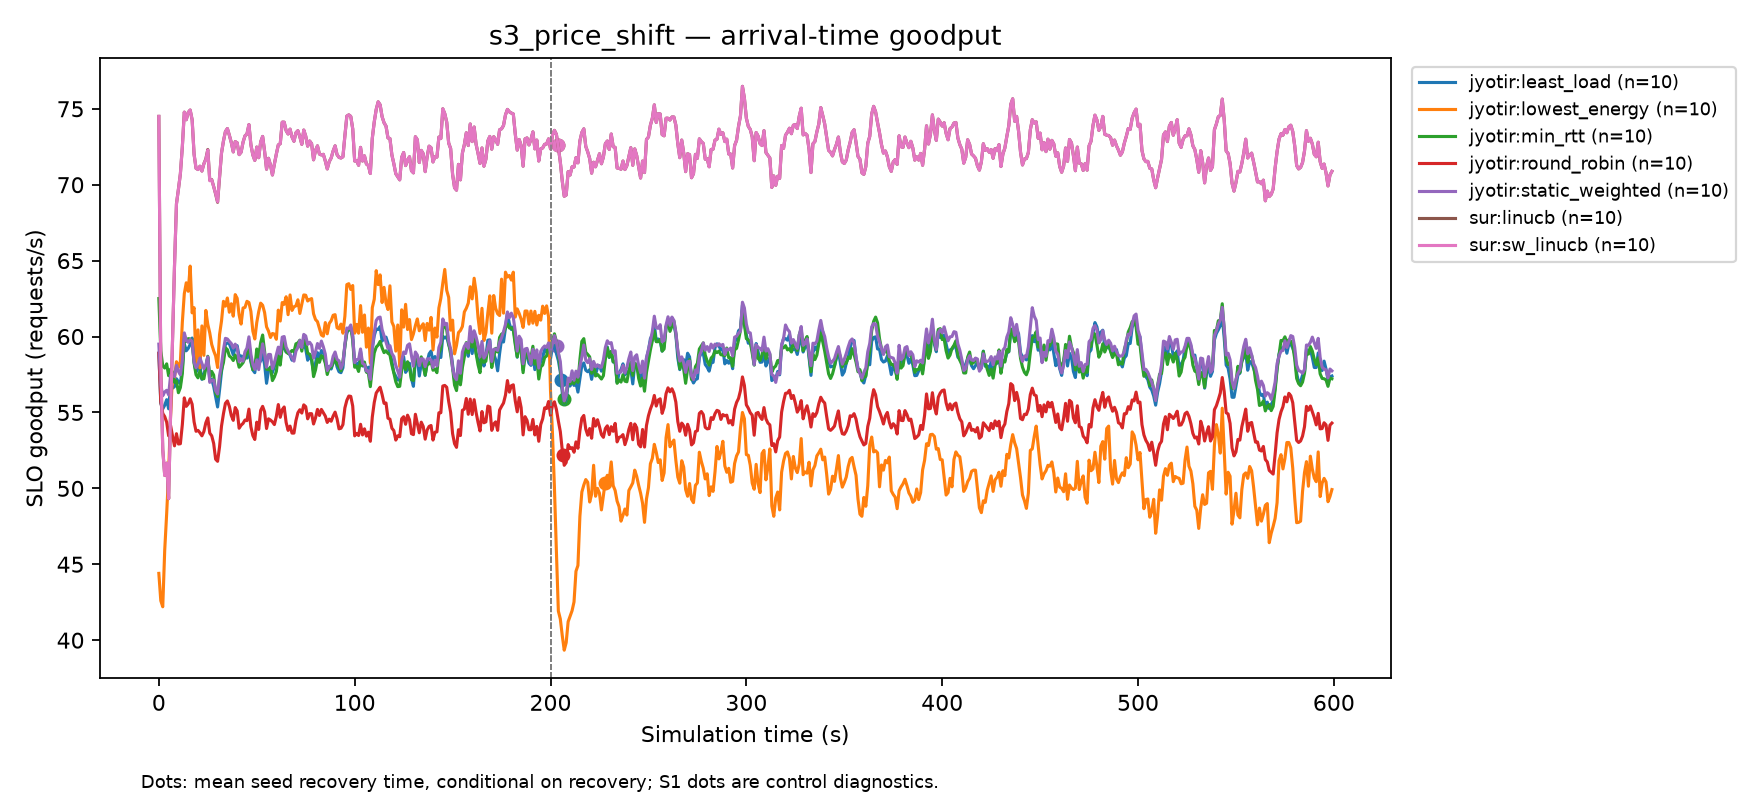 s3_price_shift — arrival-time goodput
jyotir:least_load (n=10)
jyotir:lowest_energy (n=10)
jyotir:min_rtt (n=10)
jyotir:round_robin (n=10)
jyotir:static_weighted (n=10)
sur:linucb (n=10)
sur:sw_linucb (n=10)
SLO goodput (requests/s)
75
70
65
60
55
50
45
40
0 100 200 300 400 500 600
Simulation time (s)
Dots: mean seed recovery time, conditional on recovery; S1 dots are control diagnostics.